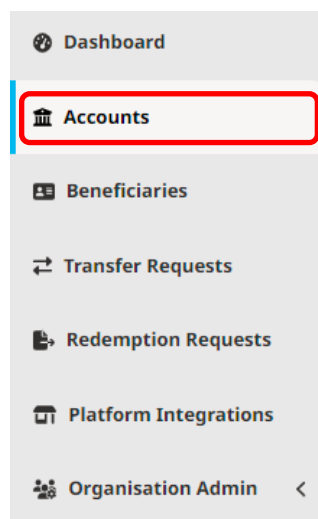 Dashboard
Accounts
Beneficiaries
Transfer Requests
Redemption Requests
Platform Integrations
Organisation Admin